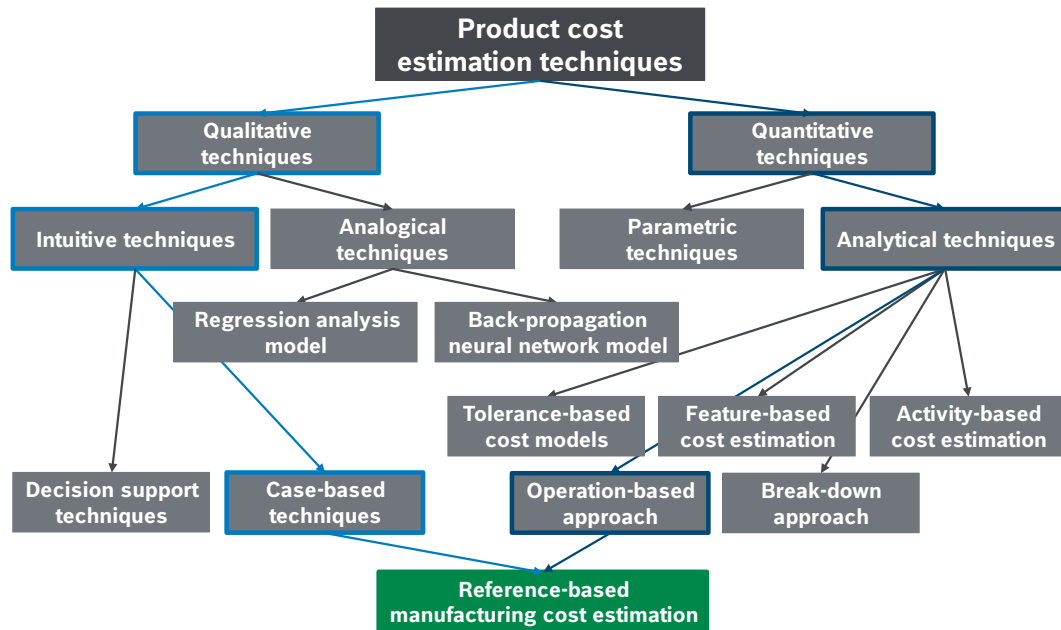 Product cost
estimation techniques
Qualitative
techniques
Quantitative
techniques
Intuitive techniques
Analogical
techniques
Parametric
techniques
Analytical techniques
Regression analysis
model
Back-propagation
neural network model
Tolerance-based
cost models
Feature-based
cost estimation
Activity-based
cost estimation
Decision support
techniques
Case-based
techniques
Operation-based
approach
Break-down
approach
Reference-based
manufacturing cost estimation